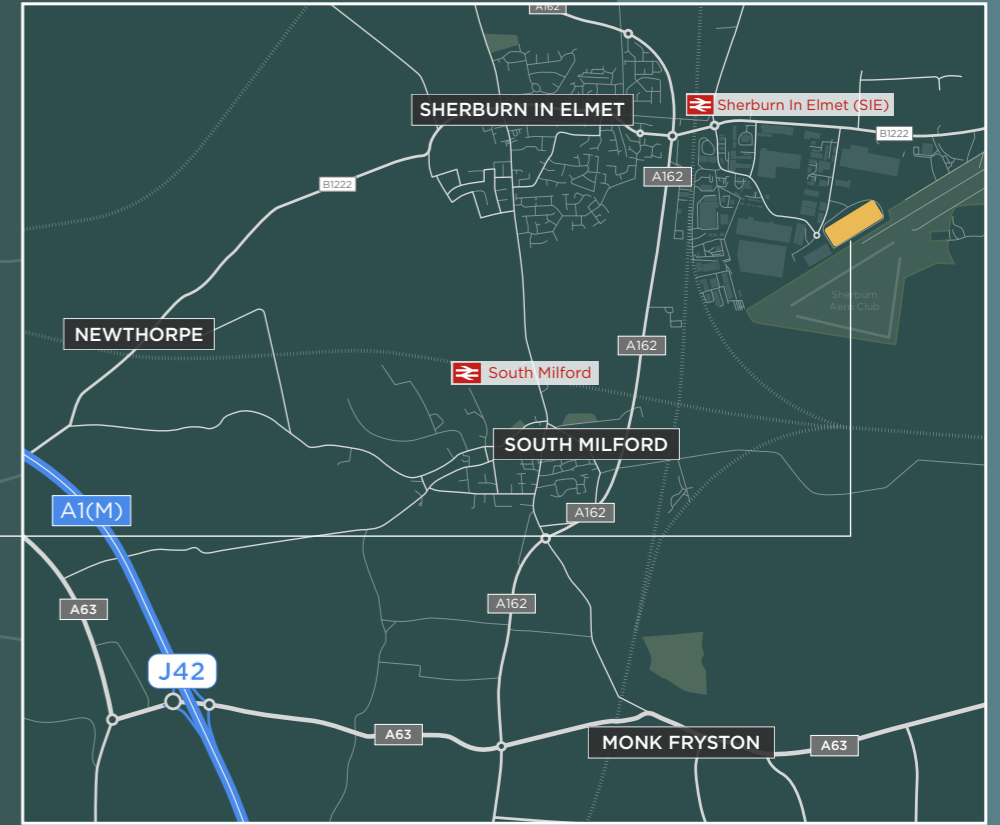 A162
SHERBURN IN ELMET
Sherburn In Elmet (SIE)
B1222
A162
B1222
Sherburn
Aero Club
NEWTHORPE
A162
South Milford
SOUTH MILFORD
A1(M)
A162
A63
A162
J42
A63
MONK FRYSTON
A63